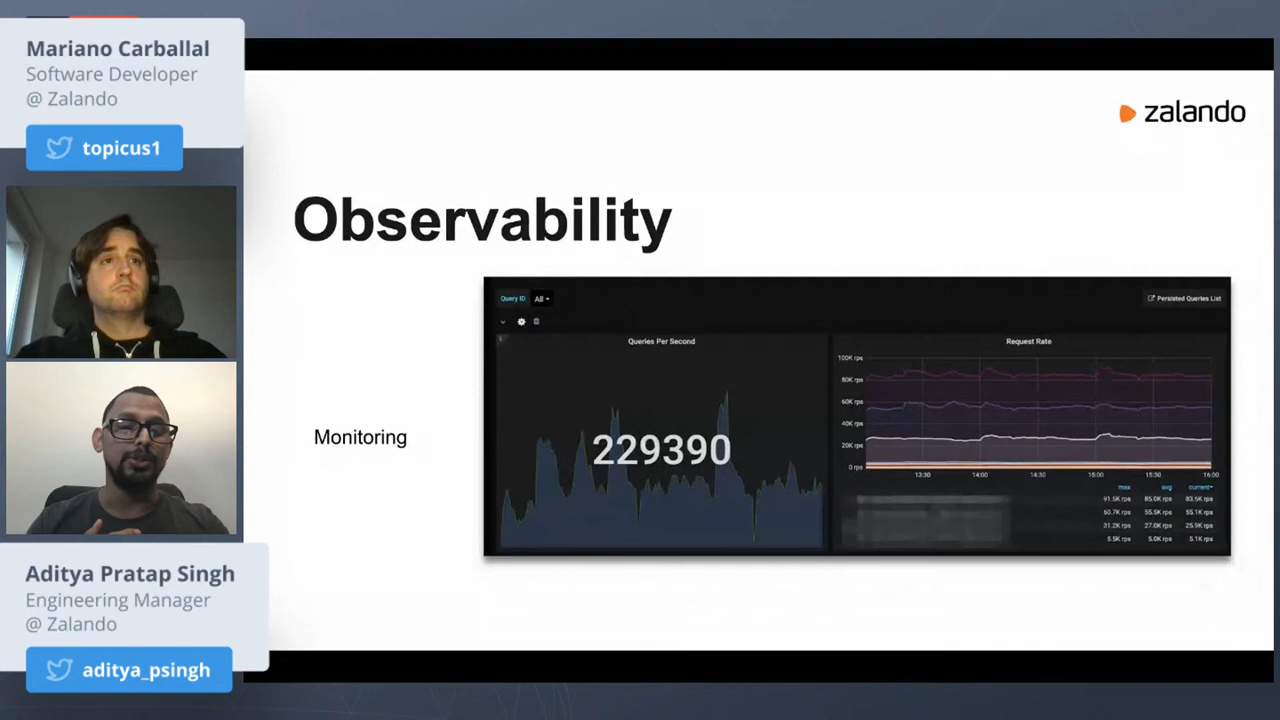 Mariano Carballal
Software Developer
@ Zalando
topicus1
Aditya Pratap Singh
Engineering Manager
@ Zalando
aditya_psingh
zalando
Observability
Monitoring
Query ID All
Persisted Queries List
Queries Per Second
229390
Request Rate
100K rps
80K rps
60K rps
40K rps
20K rps
0 rps
13:30 14:00 14:30 15:00 15:30 16:00
max avg current
91.5K rps 85.0K rps 83.6K rps
60.7K rps 55.5K rps 55.1K rps
31.2K rps 27.0K rps 25.9K rps
5.5K rps 5.0K rps 5.1K rps